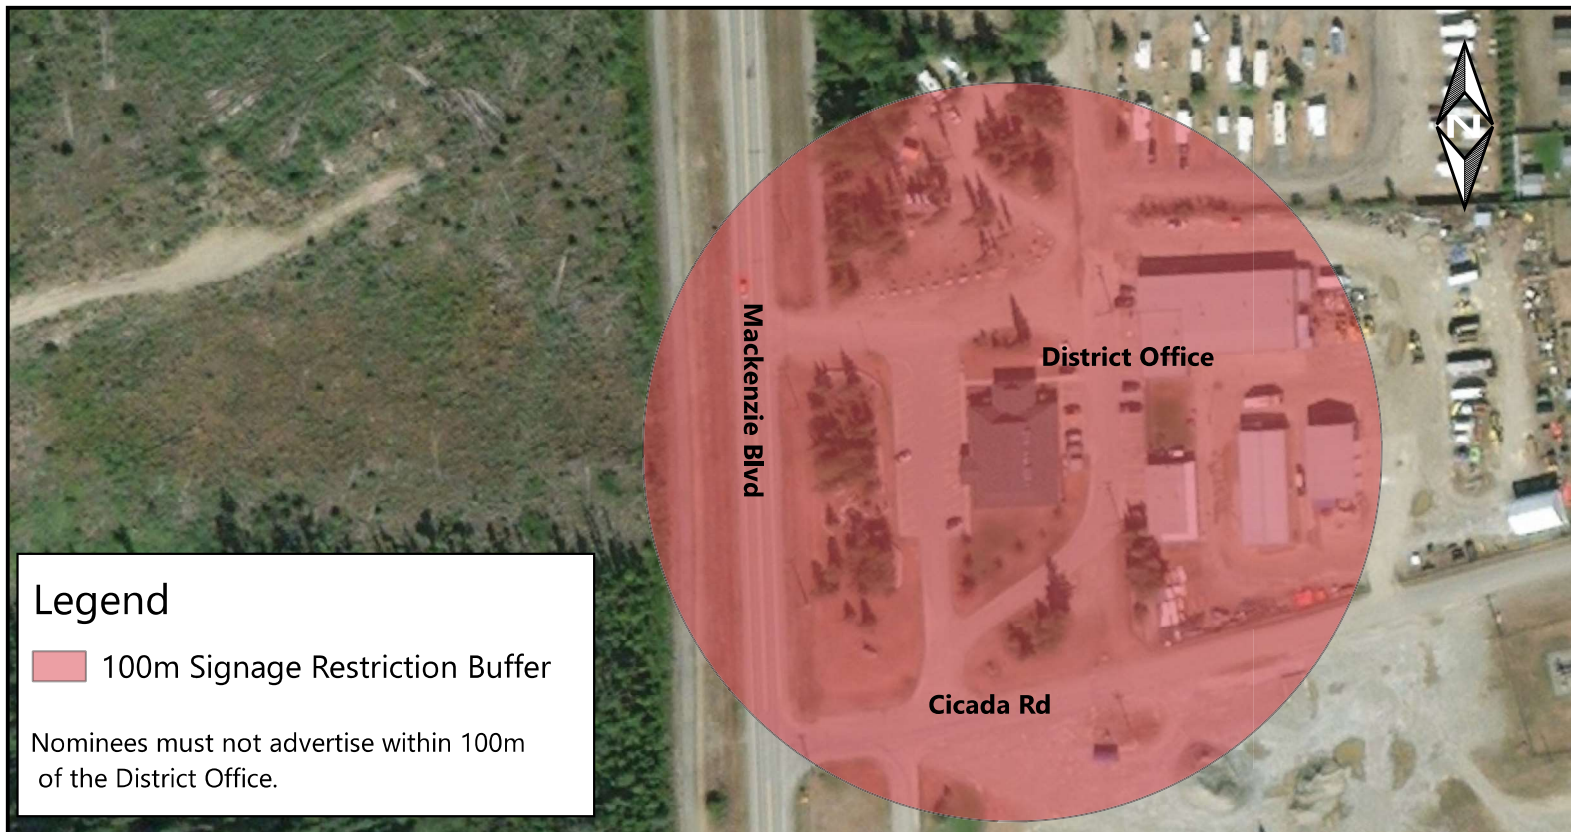 Mackenzie Blvd
District Office
Cicada Rd
N
Legend
100m Signage Restriction Buffer
Nominees must not advertise within 100m
of the District Office.